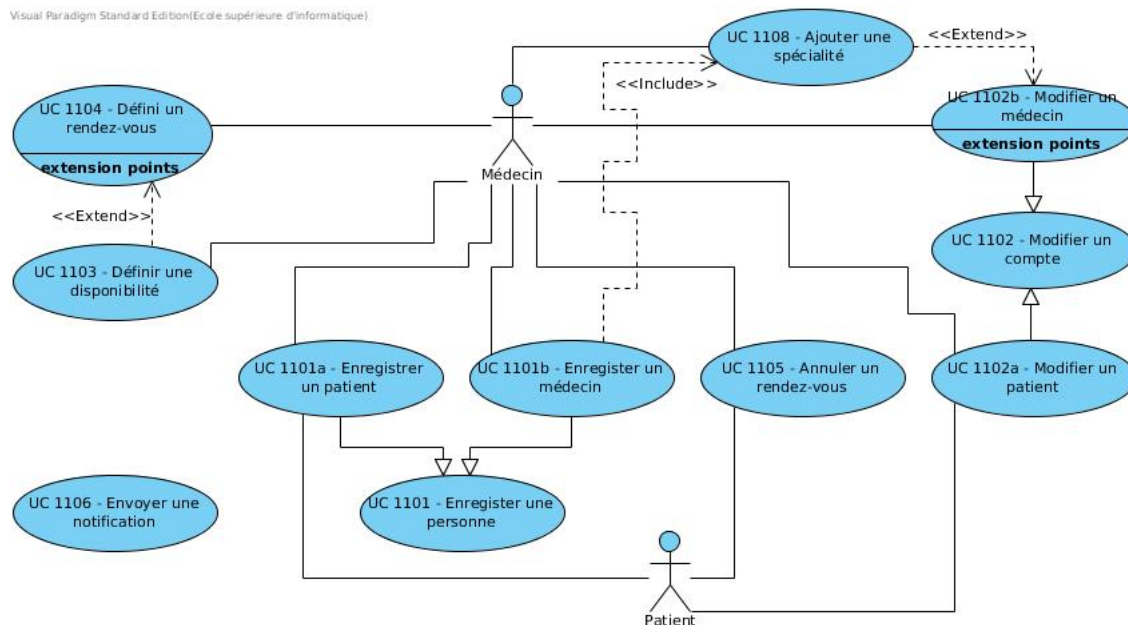 Visual Paradigm Standard Edition(Ecole supérieure d'informatique)
UC 1108 - Ajouter une
spécialité
<<Extend>>
<<Include>>
UC 1104 - Défini un
rendez-vous
extension points
UC 1102b - Modifier un
médecin
extension points
Médecin
<<Extend>>
UC 1103 - Définir une
disponibilité
UC 1102 - Modifier un
compte
UC 1101a - Enregistrer
un patient
UC 1101b - Enregister un
médecin
UC 1105 - Annuler un
rendez-vous
UC 1102a - Modifier un
patient
UC 1106 - Envoyer une
notification
UC 1101 - Enregister une
personne
Patient